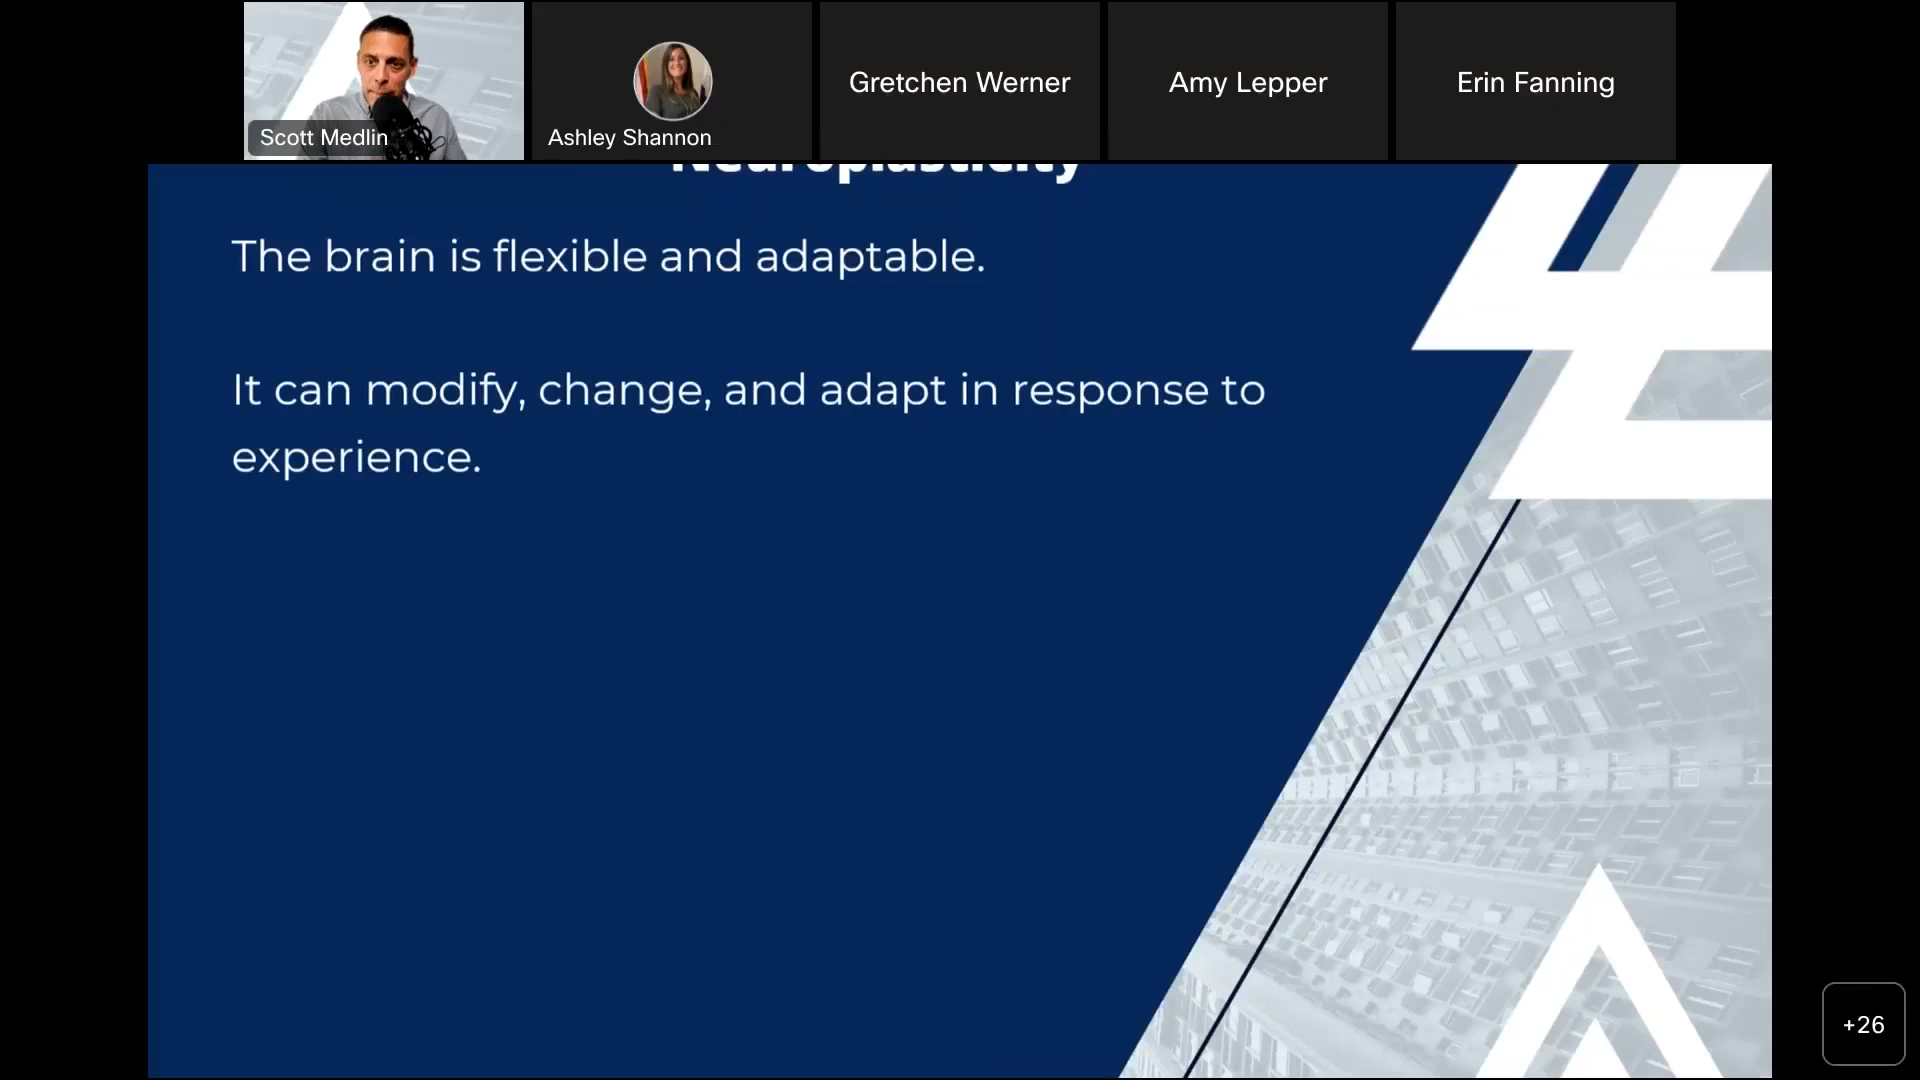 Scott Medlin
Ashley Shannon
Gretchen Werner
Amy Lepper
Erin Fanning
Neuroplasticity
The brain is flexible and adaptable.
It can modify, change, and adapt in response to
experience.
+26